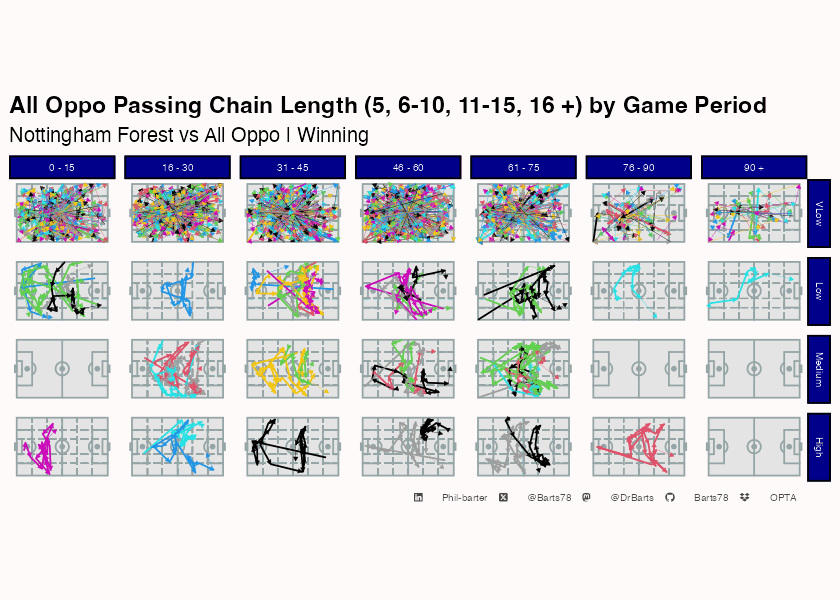 All Oppo Passing Chain Length (5, 6-10, 11-15, 16 +) by Game Period
Nottingham Forest vs All Oppo | Winning
0 - 15 16 - 30 31 - 45 46 - 60 61 - 75 76 - 90 90 +
VLow
Low
Medium
High
Phil-barter @Barts78 @DrBarts Barts78 OPTA